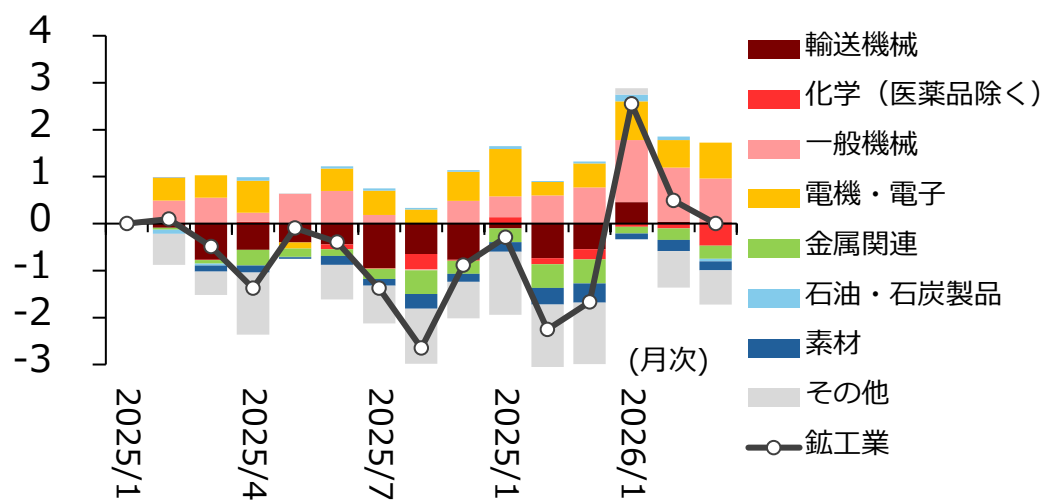 4
3
2
1
0
-1
-2
-3
(月次)
2025/1
2025/4
2025/7
2025/1
2026/1
輸送機械
化学（医薬品除く）
一般機械
電機・電子
金属関連
石油・石炭製品
素材
その他
鉱工業